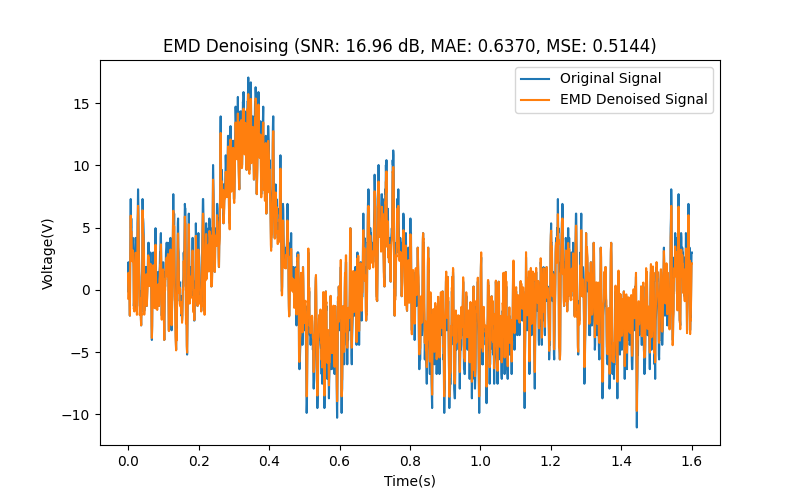 EMD Denoising (SNR: 16.96 dB, MAE: 0.6370, MSE: 0.5144)
Original Signal
EMD Denoised Signal
15
10
5
0
−5
−10
Voltage(V)
0.0 0.2 0.4 0.6 0.8 1.0 1.2 1.4 1.6
Time(s)